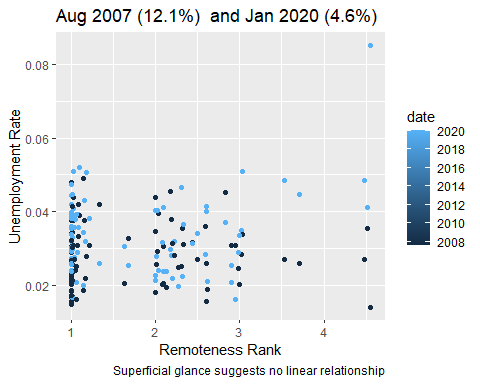 Aug 2007 (12.1%)  and Jan 2020 (4.6%)
0.08
0.06
0.04
0.02
Unemployment Rate
1 2 3 4
Remoteness Rank
Superficial glance suggests no linear relationship
date
2020
2018
2016
2014
2012
2010
2008